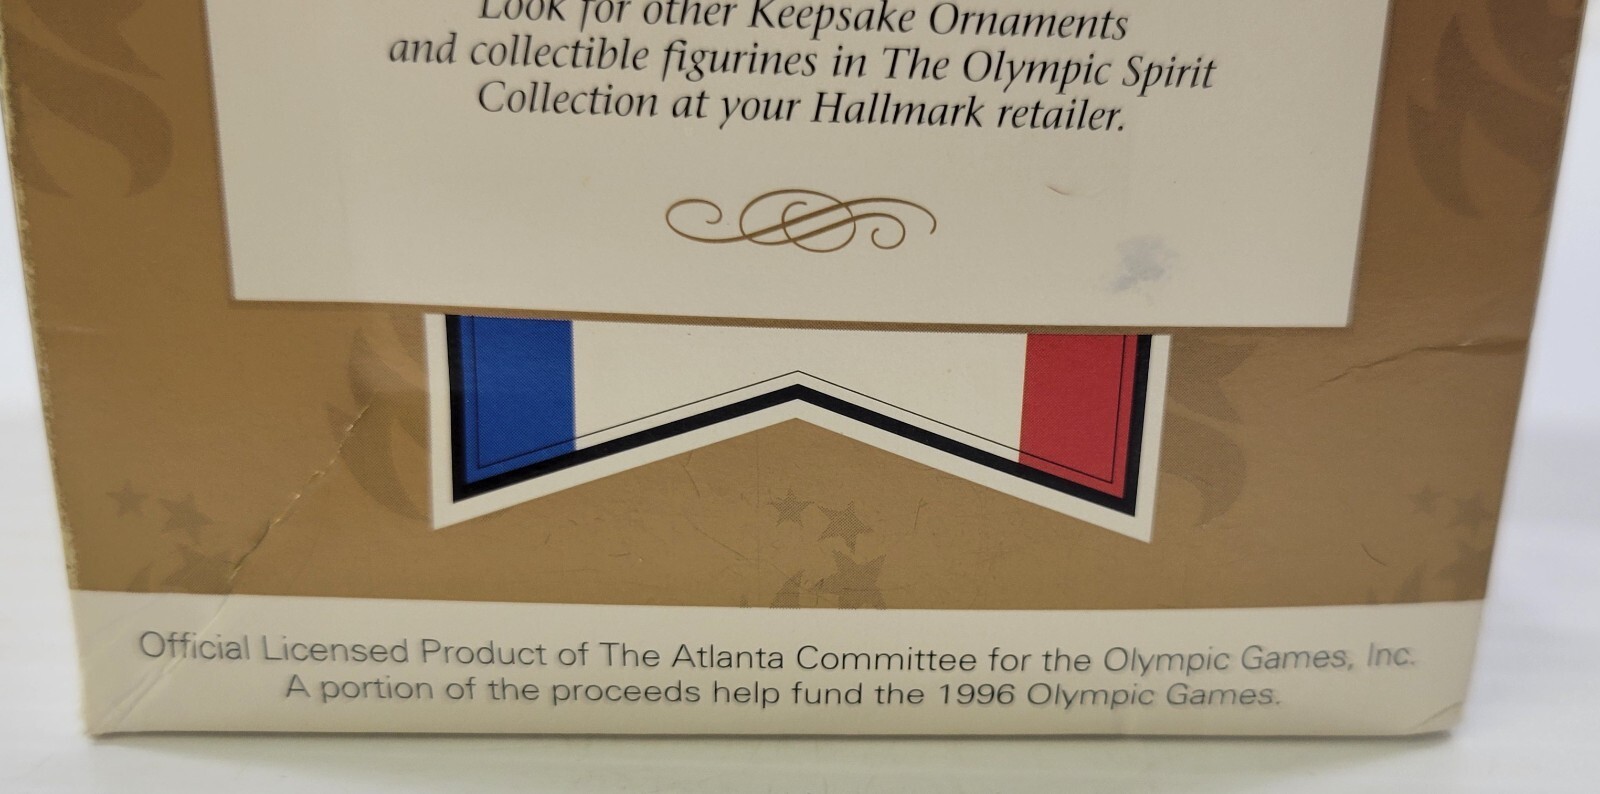 Look for other Keepsake Ornaments
and collectible figurines in The Olympic Spirit
Collection at your Hallmark retailer.
Official Licensed Product of The Atlanta Committee for the Olympic Games, Inc.
A portion of the proceeds help fund the 1996 Olympic Games.